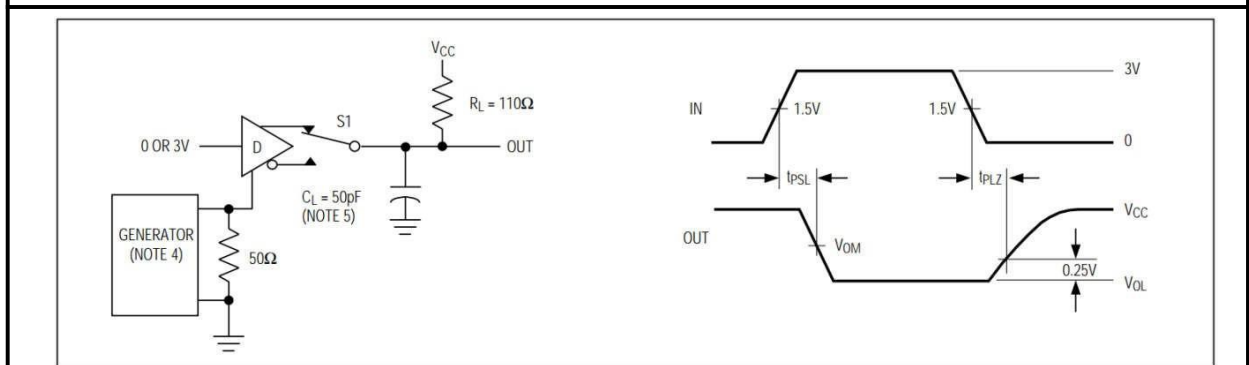 VCC
RL = 110Ω
S1
0 OR 3V
D
OUT
CL = 50pF
(NOTE 5)
GENERATOR
(NOTE 4)
50Ω
3V
IN
1.5V
1.5V
0
tPSL
tPLZ
VCC
OUT
VOM
0.25V
VOL